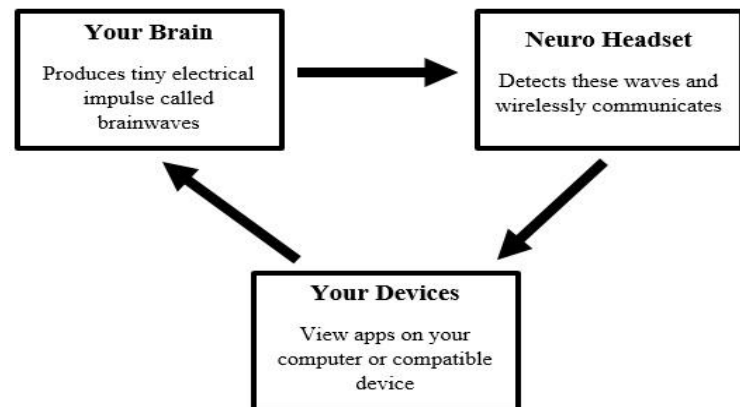 Your Brain
Produces tiny electrical
impulse called
brainwaves
Neuro Headset
Detects these waves and
wirelessly communicates
Your Devices
View apps on your
computer or compatible
device